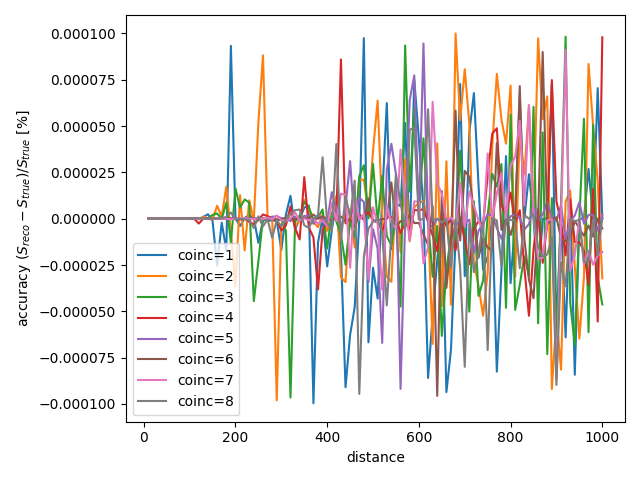 0.000100
0.000075
0.000050
0.000025
0.000000
−0.000025
−0.000050
−0.000075
−0.000100
accuracy (S_reco − S_true)/S_true [%]
coinc=1
coinc=2
coinc=3
coinc=4
coinc=5
coinc=6
coinc=7
coinc=8
0 200 400 600 800 1000
distance